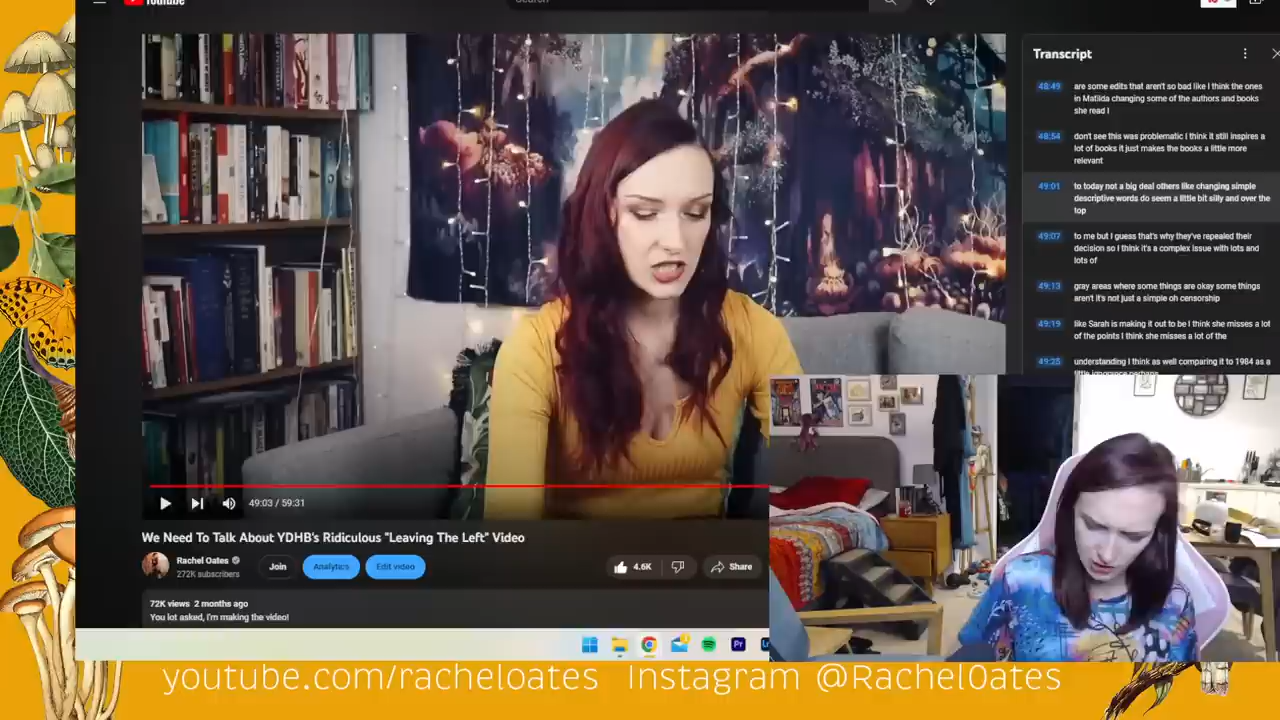 YouTube
Search
Transcript
48:49
are some edits that aren't so bad like I think the ones
in Matilda changing some of the authors and books
she read I
48:54
don't see this was problematic I think it still inspires a
lot of books it just makes the books a little more
relevant
49:01
to today not a big deal others like changing simple
descriptive words do seem a little bit silly and over the
top
49:07
to me but I guess that's why they've repealed their
decision so I think it's a complex issue with lots and
lots of
49:13
gray areas where some things are okay some things
aren't it's not just a simple oh censorship
49:19
like Sarah is making it out to be I think she misses a lot
of the points I think she misses a lot of the
49:25
understanding I think as well comparing it to 1984 as a
little ignorance perhaps
49:03 / 59:31
We Need To Talk About YDHB's Ridiculous "Leaving The Left" Video
Rachel Oates
272K subscribers
Join
Analytics
Edit video
4.6K
Share
72K views 2 months ago
You lot asked, I'm making the video!
Pr
youtube.com/racheloates Instagram @RachelOates